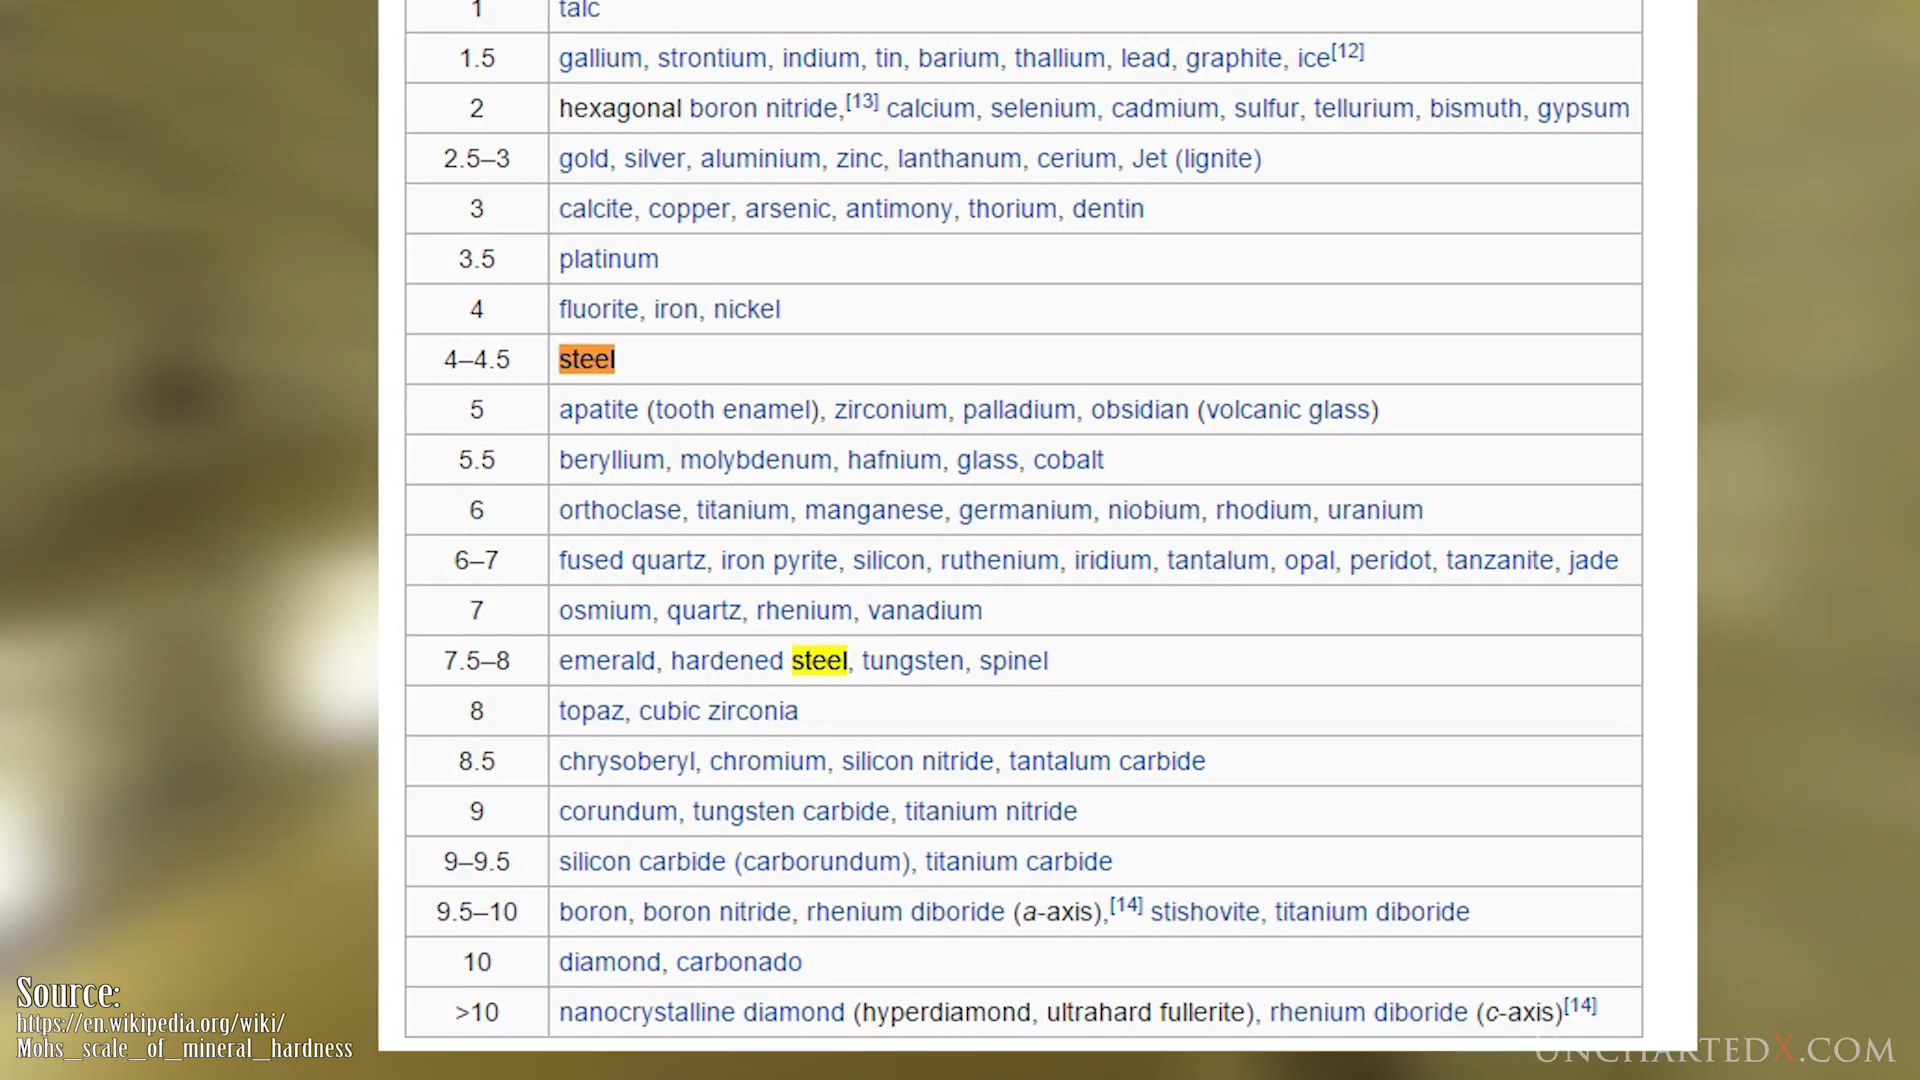 1 talc
1.5 gallium, strontium, indium, tin, barium, thallium, lead, graphite, ice[12]
2 hexagonal boron nitride,[13] calcium, selenium, cadmium, sulfur, tellurium, bismuth, gypsum
2.5–3 gold, silver, aluminium, zinc, lanthanum, cerium, Jet (lignite)
3 calcite, copper, arsenic, antimony, thorium, dentin
3.5 platinum
4 fluorite, iron, nickel
4–4.5 steel
5 apatite (tooth enamel), zirconium, palladium, obsidian (volcanic glass)
5.5 beryllium, molybdenum, hafnium, glass, cobalt
6 orthoclase, titanium, manganese, germanium, niobium, rhodium, uranium
6–7 fused quartz, iron pyrite, silicon, ruthenium, iridium, tantalum, opal, peridot, tanzanite, jade
7 osmium, quartz, rhenium, vanadium
7.5–8 emerald, hardened steel, tungsten, spinel
8 topaz, cubic zirconia
8.5 chrysoberyl, chromium, silicon nitride, tantalum carbide
9 corundum, tungsten carbide, titanium nitride
9–9.5 silicon carbide (carborundum), titanium carbide
9.5–10 boron, boron nitride, rhenium diboride (a-axis),[14] stishovite, titanium diboride
10 diamond, carbonado
>10 nanocrystalline diamond (hyperdiamond, ultrahard fullerite), rhenium diboride (c-axis)[14]
Source:
https://en.wikipedia.org/wiki/
Mohs_scale_of_mineral_hardness
UNCHARTEDX.COM